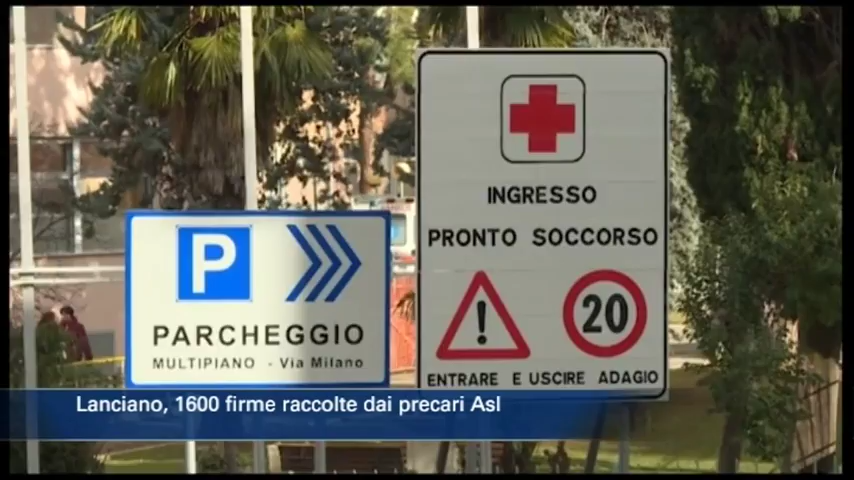 INGRESSO
PRONTO SOCCORSO
20
ENTRARE E USCIRE ADAGIO
P
PARCHEGGIO
MULTIPIANO - Via Milano
Lanciano, 1600 firme raccolte dai precari Asl